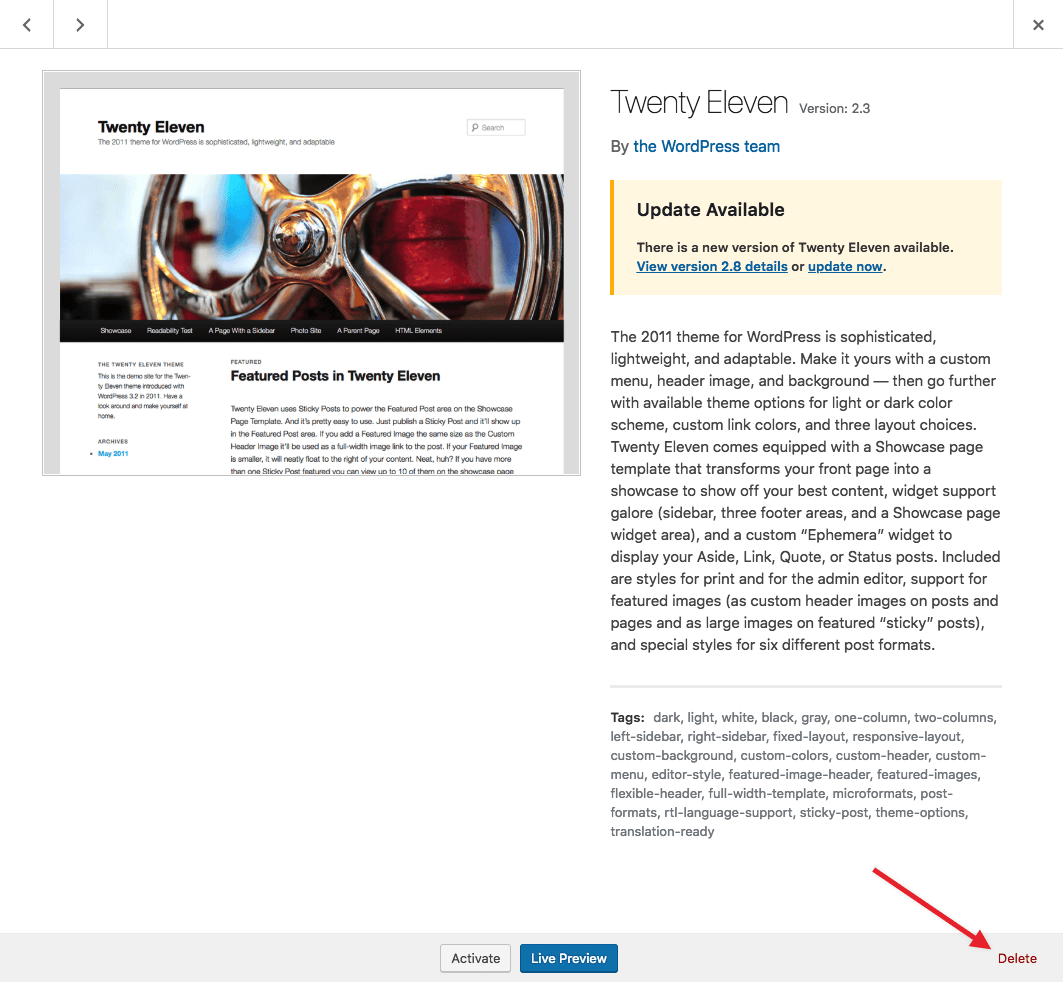 Twenty Eleven
The 2011 theme for WordPress is sophisticated, lightweight, and adaptable
Search
Showcase Readability Test A Page With a Sidebar Photo Site A Parent Page HTML Elements
THE TWENTY ELEVEN THEME
This is the demo site for the Twen-
ty Eleven theme introduced with
WordPress 3.2 in 2011. Have a
look around and make yourself at
home.
ARCHIVES
May 2011
FEATURED
Featured Posts in Twenty Eleven
Twenty Eleven uses Sticky Posts to power the Featured Post area on the Showcase
Page Template. And it's pretty easy to use. Just publish a Sticky Post and it'll show up
in the Featured Post area. If you add a Featured Image the same size as the Custom
Header Image it'll be used as a full-width image link to the post. If your Featured Image
is smaller, it will neatly float to the right of your content. Neat, huh? If you have more
than one Sticky Post featured you can view up to 10 of them on the showcase page
Twenty Eleven Version: 2.3
By the WordPress team
Update Available
There is a new version of Twenty Eleven available.
View version 2.8 details or update now.
The 2011 theme for WordPress is sophisticated,
lightweight, and adaptable. Make it yours with a custom
menu, header image, and background — then go further
with available theme options for light or dark color
scheme, custom link colors, and three layout choices.
Twenty Eleven comes equipped with a Showcase page
template that transforms your front page into a
showcase to show off your best content, widget support
galore (sidebar, three footer areas, and a Showcase page
widget area), and a custom “Ephemera” widget to
display your Aside, Link, Quote, or Status posts. Included
are styles for print and for the admin editor, support for
featured images (as custom header images on posts and
pages and as large images on featured “sticky” posts),
and special styles for six different post formats.
Tags: dark, light, white, black, gray, one-column, two-columns,
left-sidebar, right-sidebar, fixed-layout, responsive-layout,
custom-background, custom-colors, custom-header, custom-
menu, editor-style, featured-image-header, featured-images,
flexible-header, full-width-template, microformats, post-
formats, rtl-language-support, sticky-post, theme-options,
translation-ready
Activate Live Preview Delete